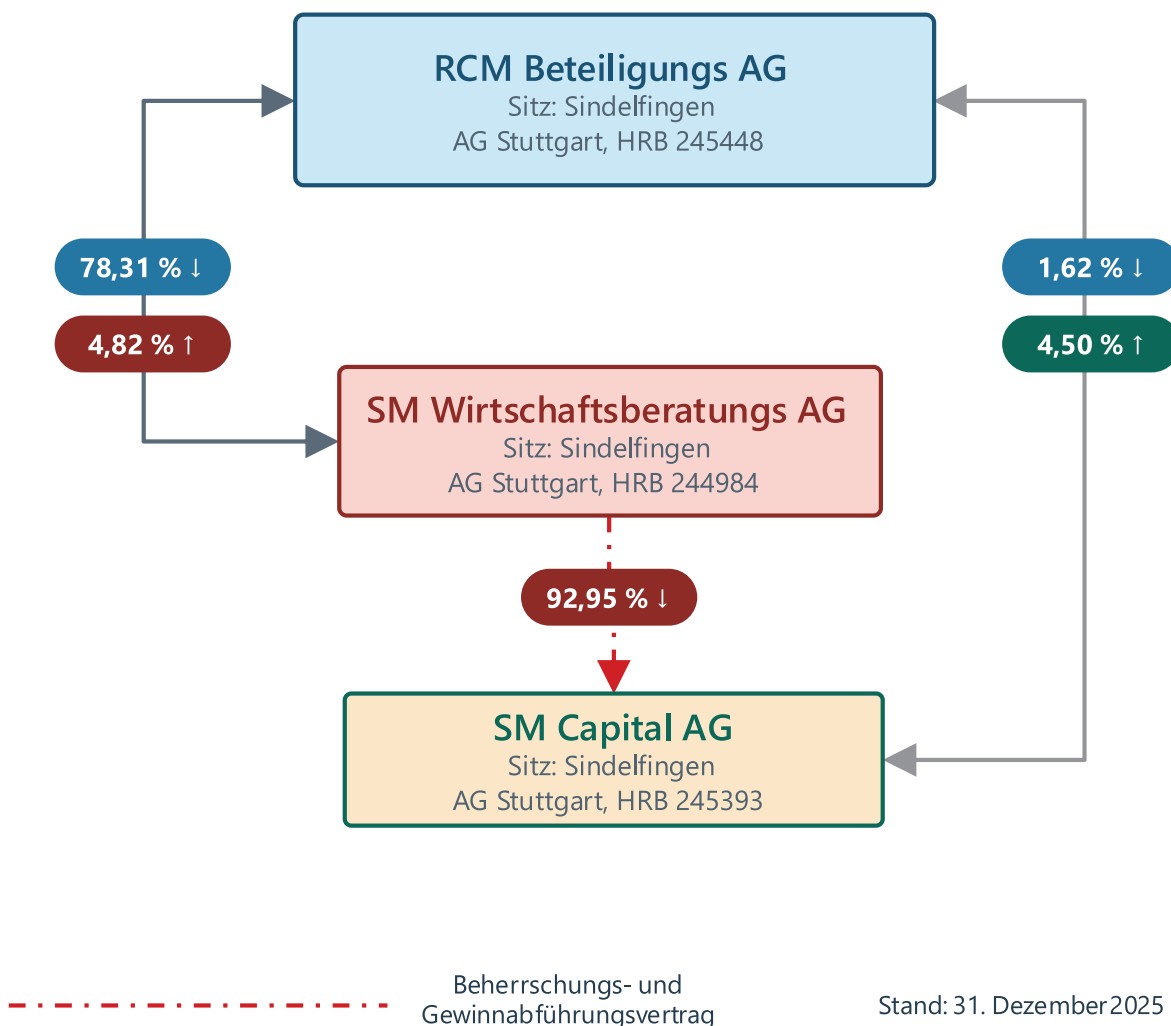 RCM Beteiligungs AG
Sitz: Sindelfingen
AG Stuttgart, HRB 245448
78,31 % ↓
1,62 % ↓
4,82 % ↑
4,50 % ↑
SM Wirtschaftsberatungs AG
Sitz: Sindelfingen
AG Stuttgart, HRB 244984
92,95 % ↓
SM Capital AG
Sitz: Sindelfingen
AG Stuttgart, HRB 245393
Beherrschungs- und
Gewinnabführungsvertrag
Stand: 31. Dezember 2025